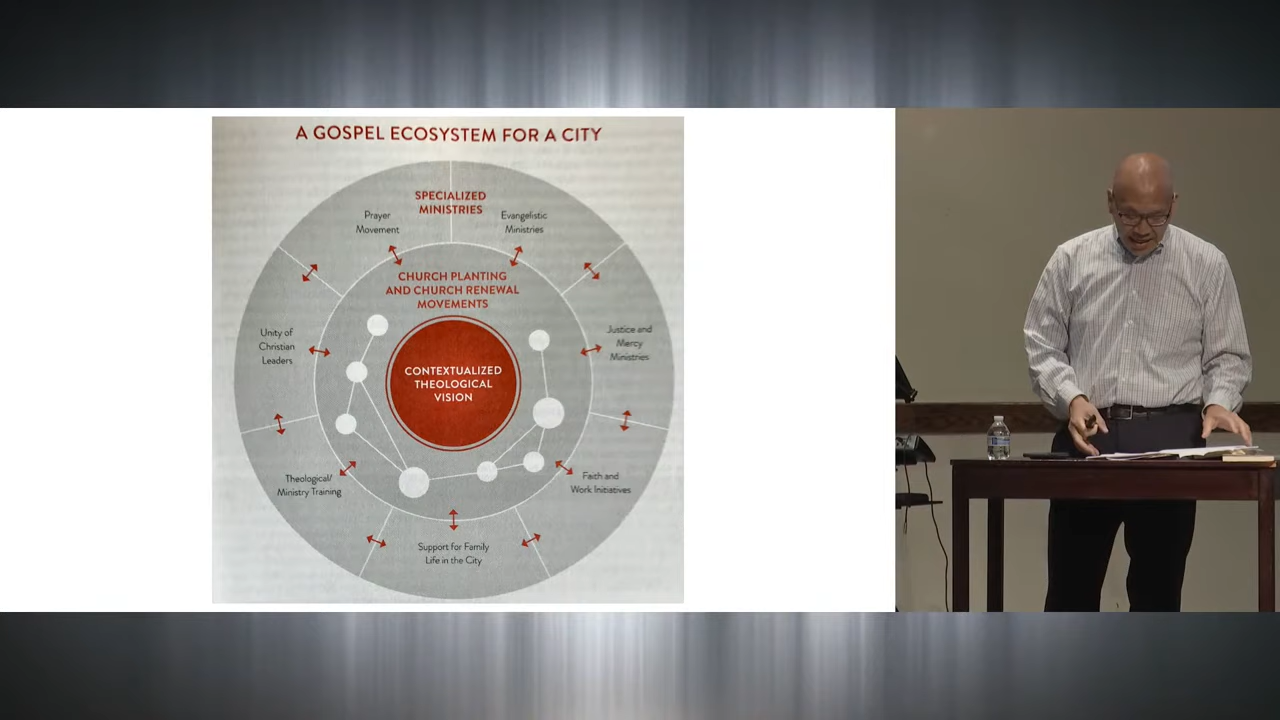 A GOSPEL ECOSYSTEM FOR A CITY
SPECIALIZED
MINISTRIES
Prayer
Movement
Evangelistic
Ministries
CHURCH PLANTING
AND CHURCH RENEWAL
MOVEMENTS
Unity of
Christian
Leaders
Justice and
Mercy
Ministries
CONTEXTUALIZED
THEOLOGICAL
VISION
Theological/
Ministry Training
Faith and
Work Initiatives
Support for Family
Life in the City